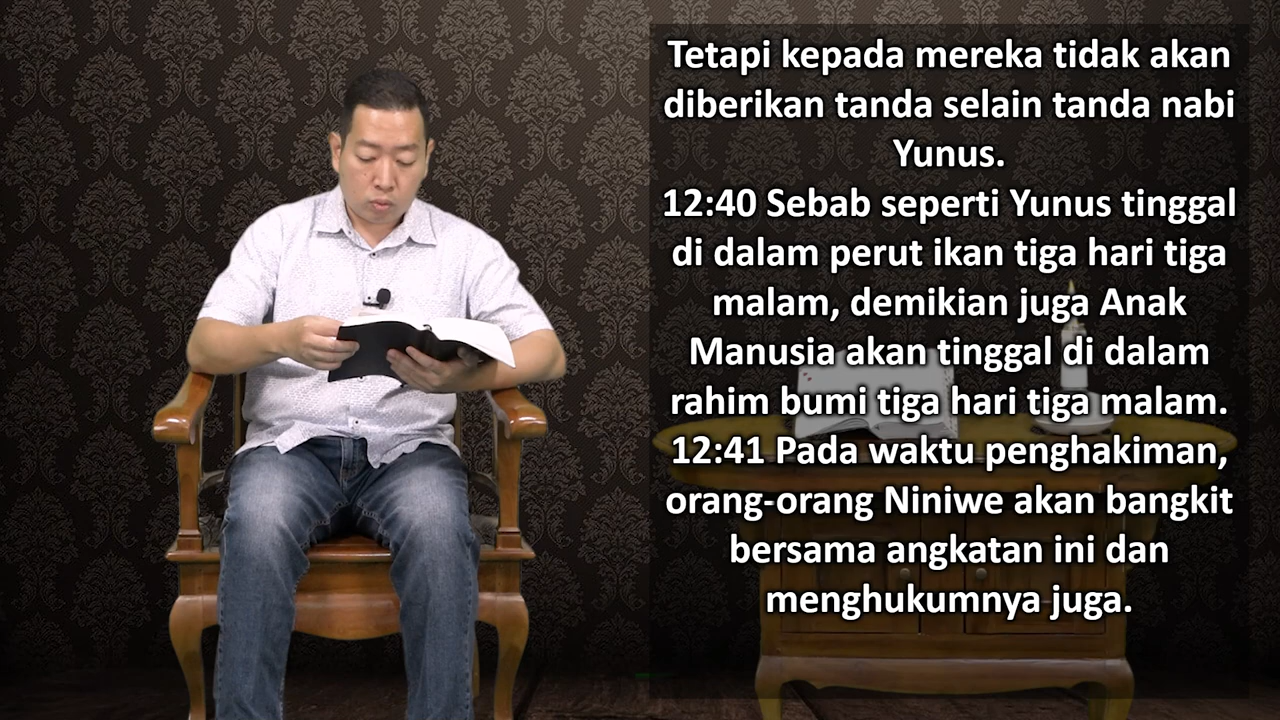 Tetapi kepada mereka tidak akan
diberikan tanda selain tanda nabi
Yunus.
12:40 Sebab seperti Yunus tinggal
di dalam perut ikan tiga hari tiga
malam, demikian juga Anak
Manusia akan tinggal di dalam
rahim bumi tiga hari tiga malam.
12:41 Pada waktu penghakiman,
orang-orang Niniwe akan bangkit
bersama angkatan ini dan
menghukumnya juga.